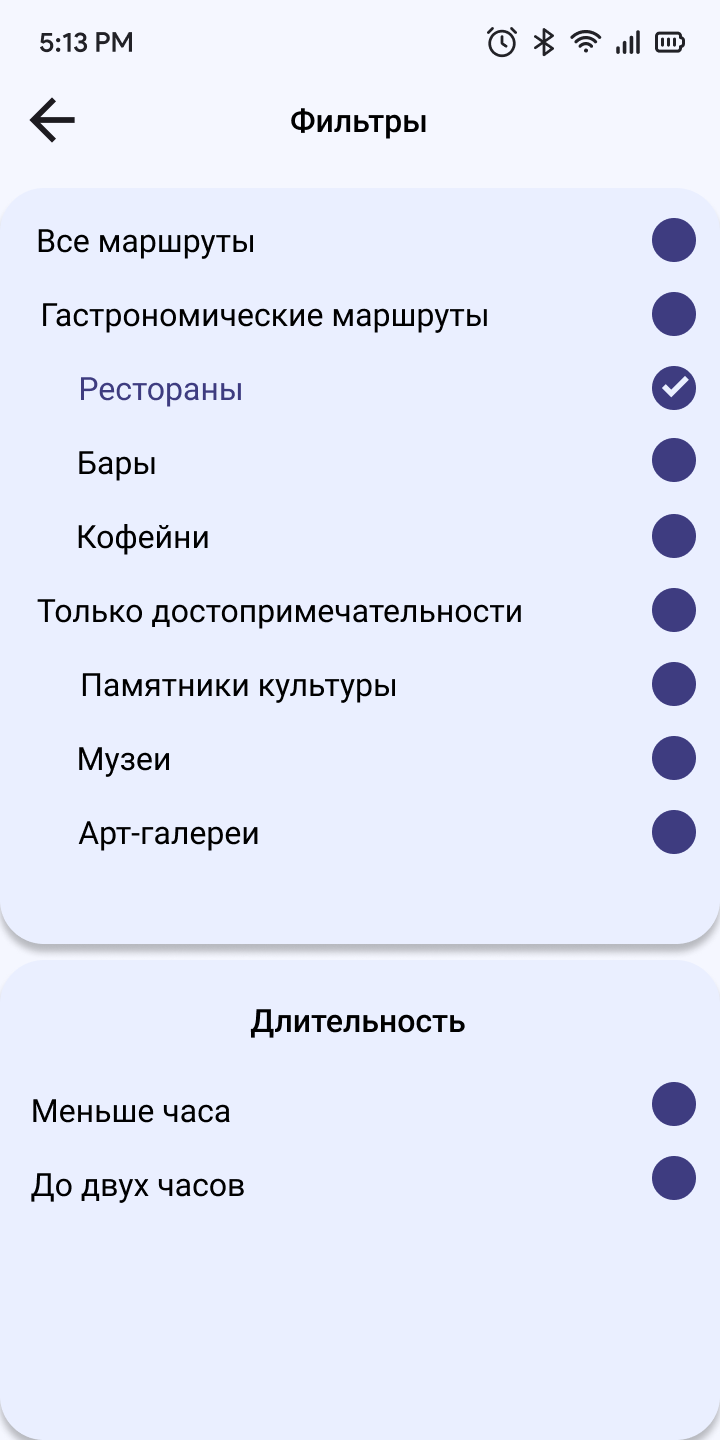 5:13 PM
Фильтры
Все маршруты
Гастрономические маршруты
Рестораны
Бары
Кофейни
Только достопримечательности
Памятники культуры
Музеи
Арт-галереи
Длительность
Меньше часа
До двух часов